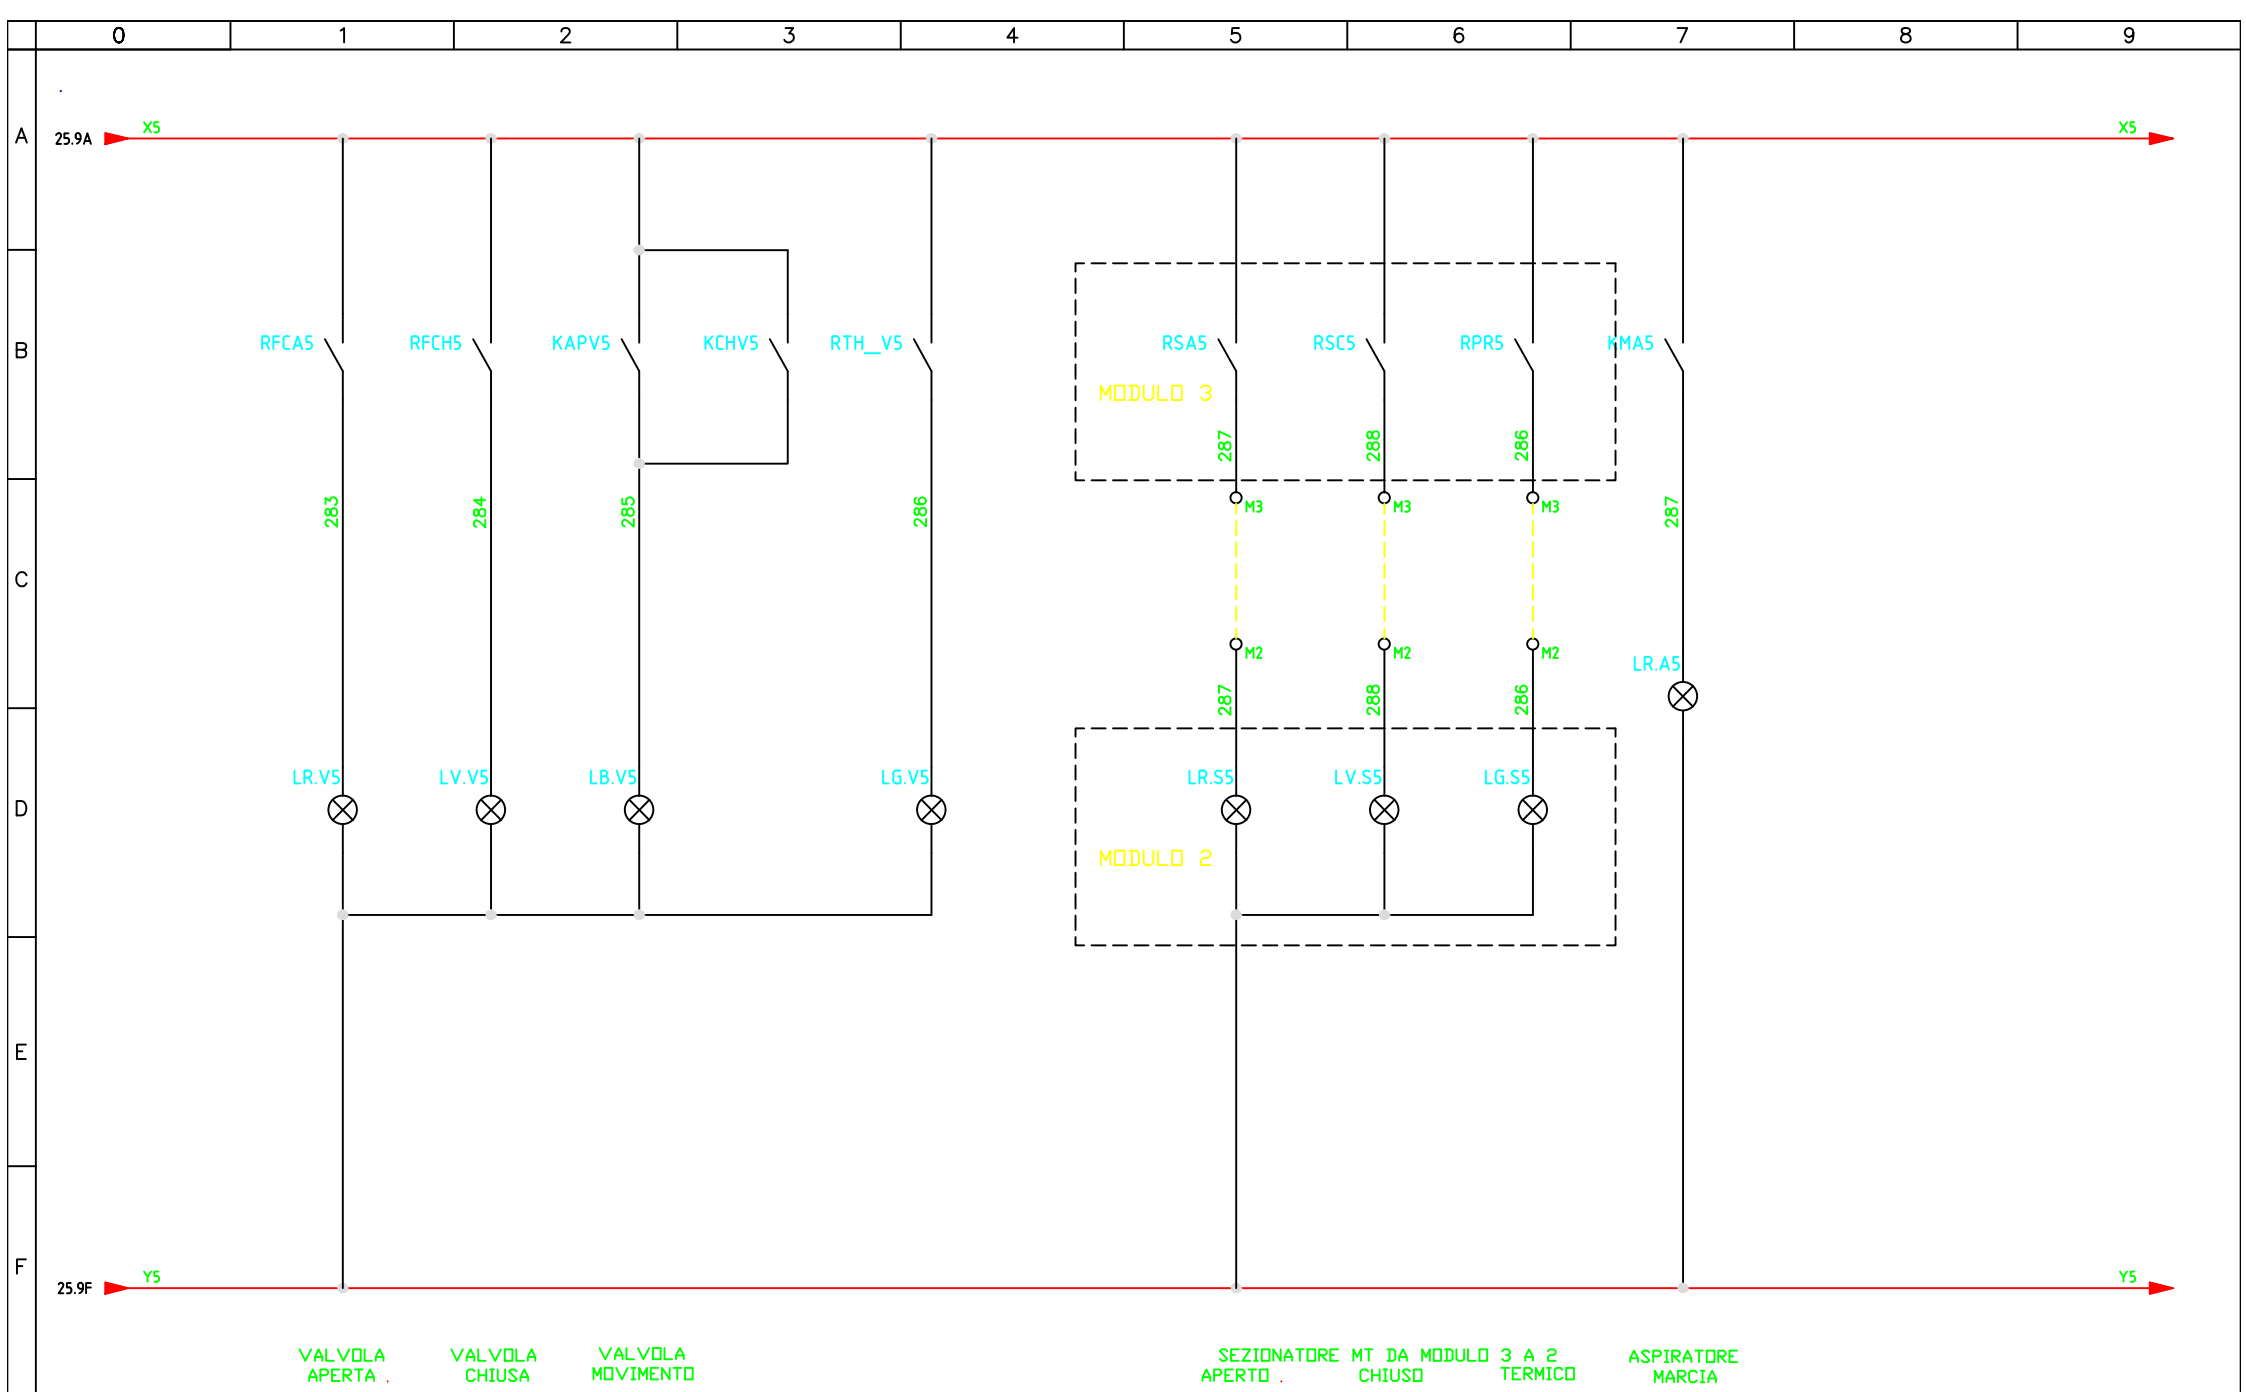 0 1 2 3 4 5 6 7 8 9
A
25.9A X5 X5
B
RFCA5 RFCH5 KAPV5 KCHV5 RTH__V5 RSA5 RSC5 RPR5 KMA5
MODULO 3
287 288 286
283 284 285 286 287
M3 M3 M3
C
M2 M2 M2
LR.A5
287 288 286
LR.V5 LV.V5 LB.V5 LG.V5 LR.S5 LV.S5 LG.S5
D
MODULO 2
E
F
25.9F Y5 Y5
VALVOLA VALVOLA VALVOLA SEZIONATORE MT DA MODULO 3 A 2 ASPIRATORE
APERTA . CHIUSA MOVIMENTO APERTO . CHIUSO TERMICO MARCIA